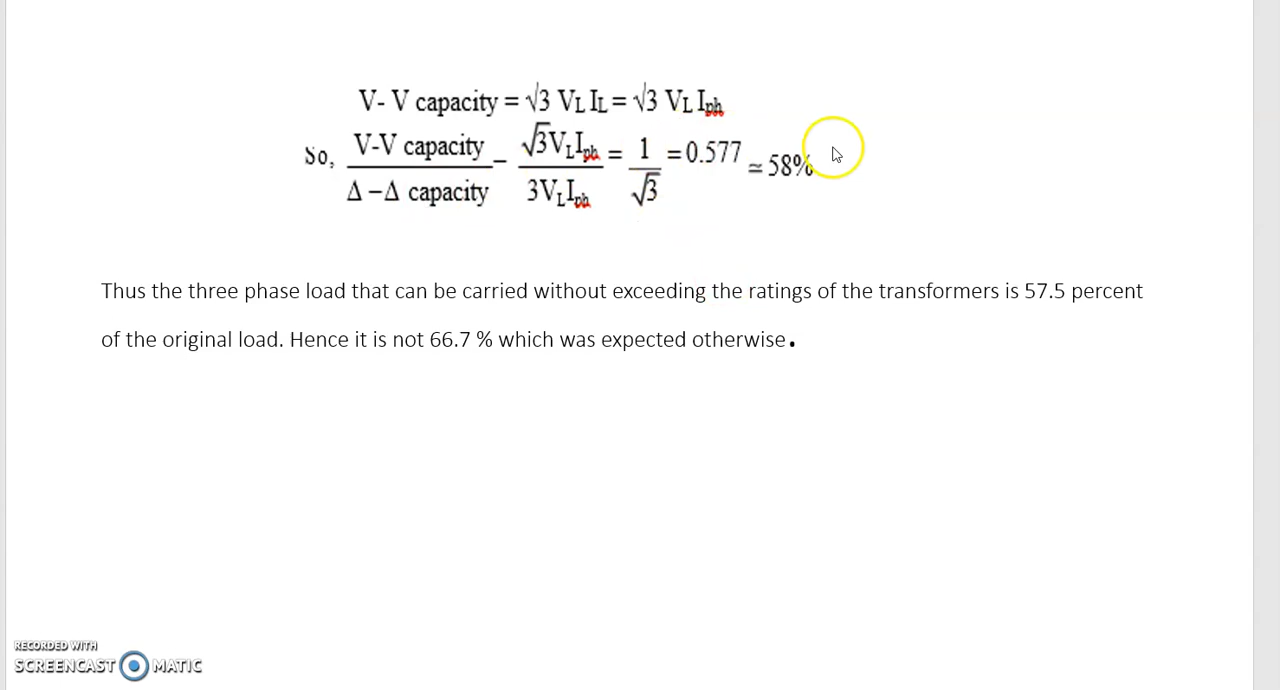 V- V capacity = √3 VL IL = √3 VL Iph
So, V-V capacity / Δ –Δ capacity – √3VLIph / 3VLIph = 1 / √3 =0.577 ≃ 58%
Thus the three phase load that can be carried without exceeding the ratings of the transformers is 57.5 percent
of the original load. Hence it is not 66.7 % which was expected otherwise.
RECORDED WITH
SCREENCAST MATIC